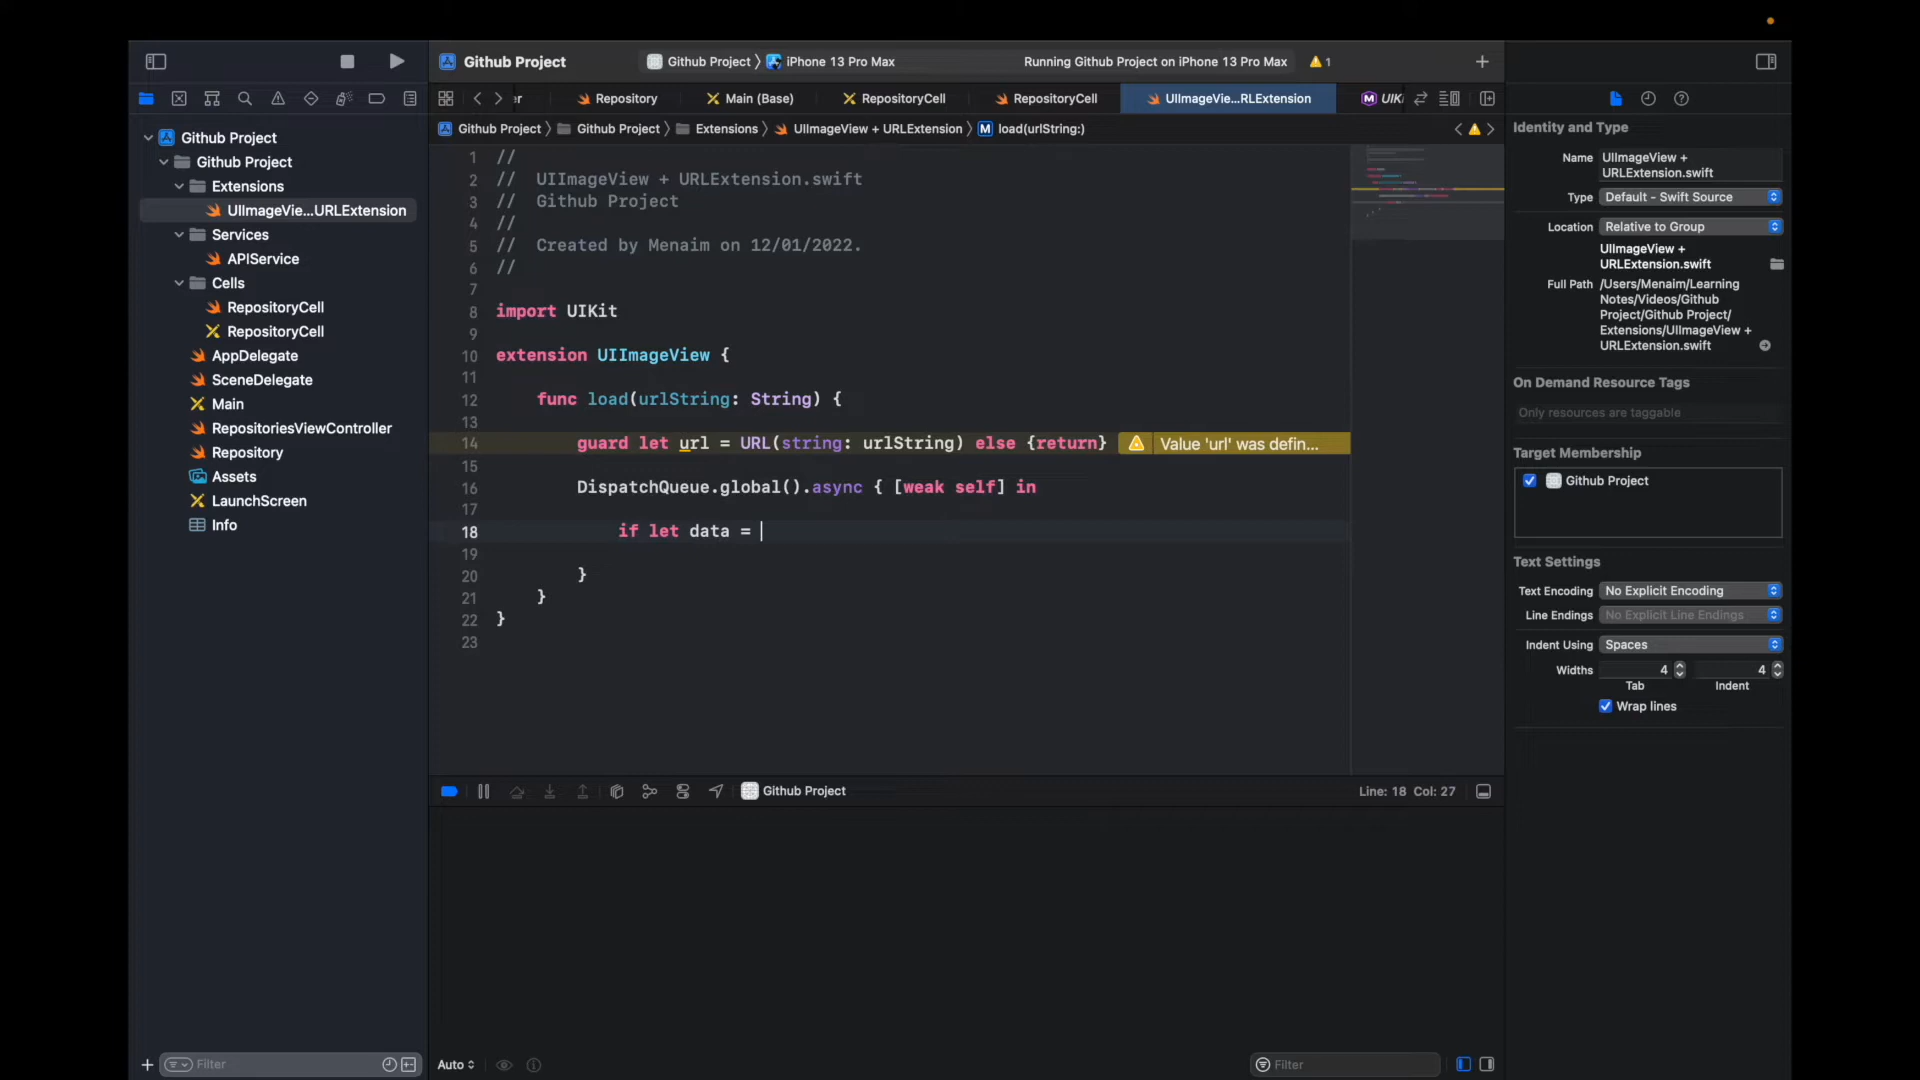 Github Project
Github Project
iPhone 13 Pro Max
Running Github Project on iPhone 13 Pro Max
1
er
Repository
Main (Base)
RepositoryCell
RepositoryCell
UIImageVie...RLExtension
UIKi
Github Project
Github Project
Extensions
UIImageView + URLExtension
M
load(urlString:)
Github Project
Github Project
Extensions
UIImageVie...URLExtension
Services
APIService
Cells
RepositoryCell
RepositoryCell
AppDelegate
SceneDelegate
Main
RepositoriesViewController
Repository
Assets
LaunchScreen
Info
Filter
1 //
2 //  UIImageView + URLExtension.swift
3 //  Github Project
4 //
5 //  Created by Menaim on 12/01/2022.
6 //
7
8 import UIKit
9
10 extension UIImageView {
11
12     func load(urlString: String) {
13
14         guard let url = URL(string: urlString) else {return}
Value 'url' was defin...
15
16         DispatchQueue.global().async { [weak self] in
17
18             if let data =
19
20         }
21     }
22 }
23
Github Project
Line: 18 Col: 27
Auto
Filter
Identity and Type
Name UIImageView +
URLExtension.swift
Type Default - Swift Source
Location Relative to Group
UIImageView +
URLExtension.swift
Full Path /Users/Menaim/Learning
Notes/Videos/Github
Project/Github Project/
Extensions/UIImageView +
URLExtension.swift
On Demand Resource Tags
Only resources are taggable
Target Membership
Github Project
Text Settings
Text Encoding No Explicit Encoding
Line Endings No Explicit Line Endings
Indent Using Spaces
Widths 4 4
Tab Indent
Wrap lines